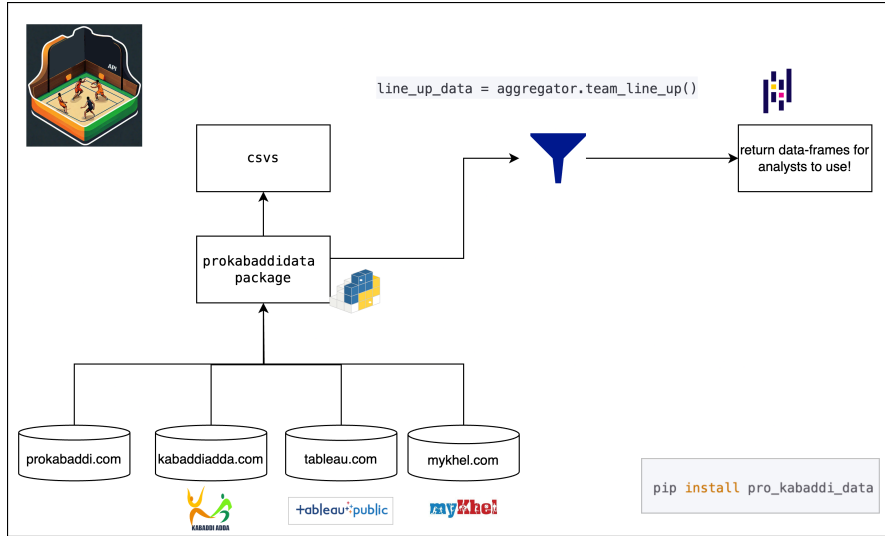 API
line_up_data = aggregator.team_line_up()
csvs
return data-frames for
analysts to use!
prokabaddidata
package
prokabaddi.com
kabaddiadda.com
tableau.com
mykhel.com
KABADDI ADDA
+ableau public
myKhel
pip install pro_kabaddi_data